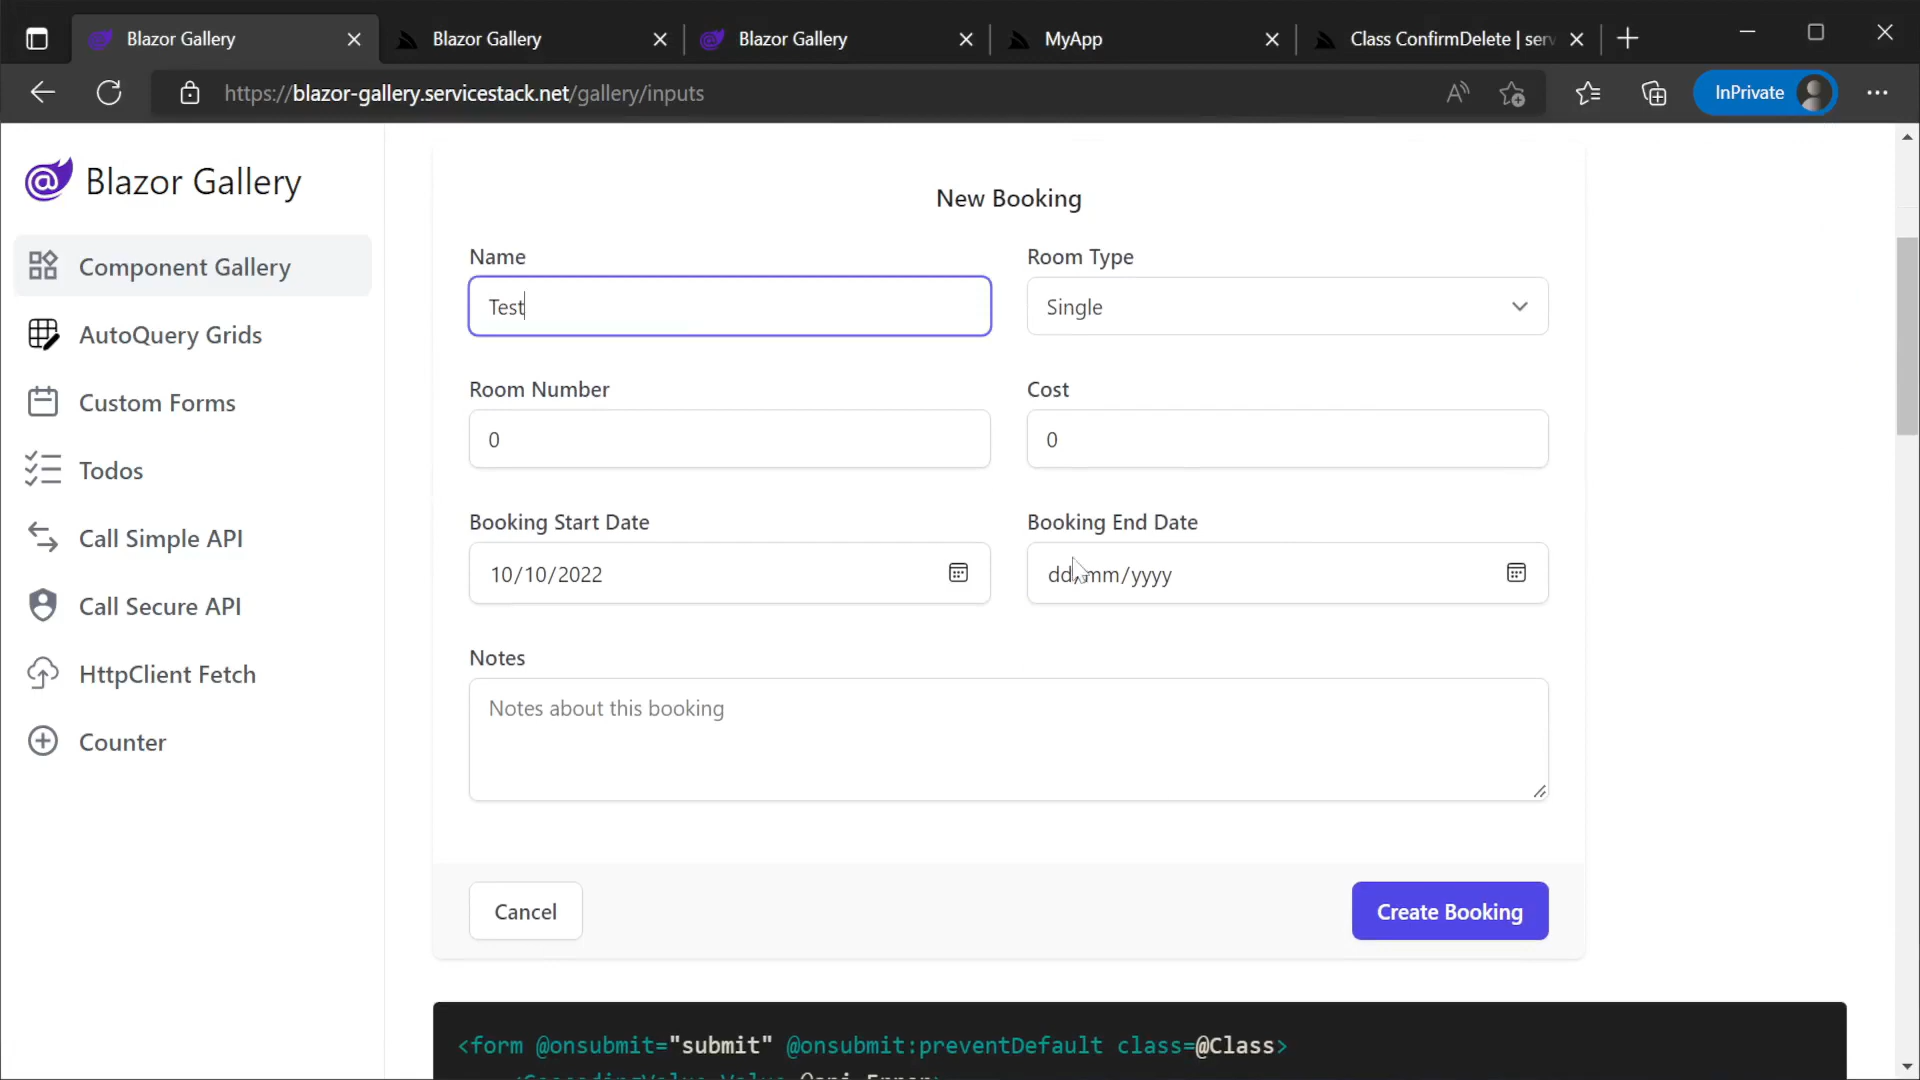 Blazor Gallery
Blazor Gallery
Blazor Gallery
MyApp
Class ConfirmDelete | serv
https://blazor-gallery.servicestack.net/gallery/inputs
InPrivate
Blazor Gallery
Component Gallery
AutoQuery Grids
Custom Forms
Todos
Call Simple API
Call Secure API
HttpClient Fetch
Counter
New Booking
Name
Test
Room Type
Single
Room Number
0
Cost
0
Booking Start Date
10/10/2022
Booking End Date
dd/mm/yyyy
Notes
Notes about this booking
Cancel
Create Booking
<form @onsubmit="submit" @onsubmit:preventDefault class=@Class>